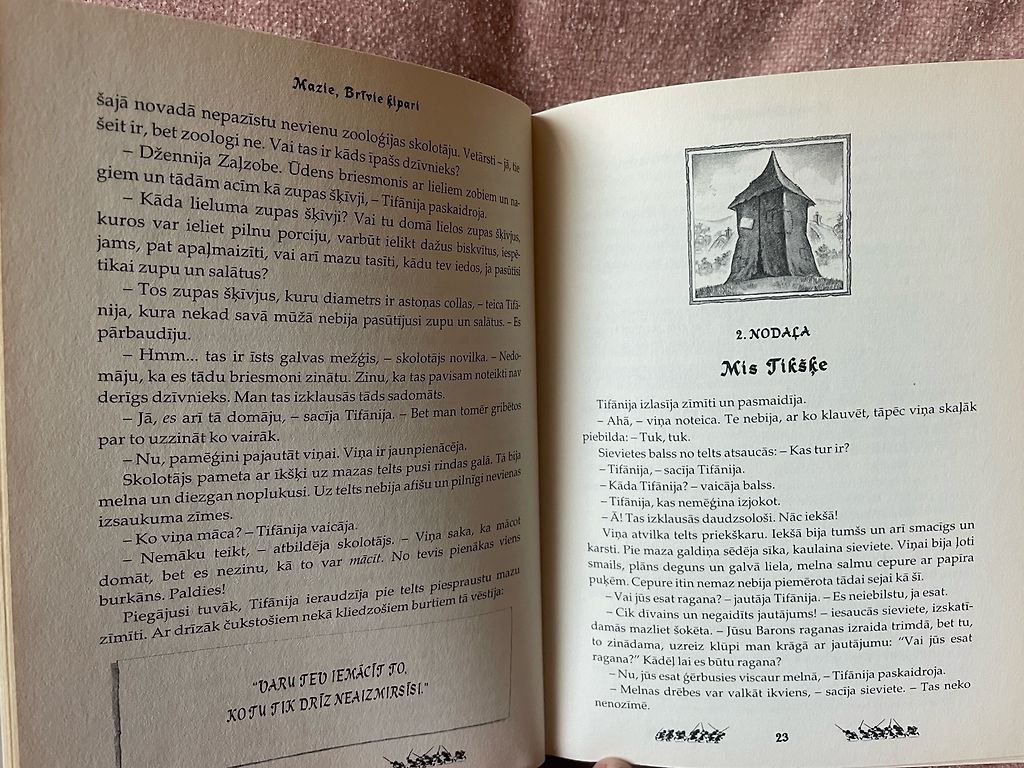 Mazie, Brīvie ķipari
šajā novadā nepazīstu nevienu zooloģijas skolotāju. Vetārsti – jā, tie
šeit ir, bet zoologi ne. Vai tas ir kāds īpašs dzīvnieks?
– Džennija Zaļzobe. Ūdens briesmonis ar lieliem zobiem un na-
giem un tādām acīm kā zupas šķīvji, – Tifānija paskaidroja.
– Kāda lieluma zupas šķīvji? Vai tu domā lielos zupas šķīvjus,
kuros var ieliet pilnu porciju, varbūt ielikt dažus biskvītus, iespē-
jams, pat apaļmaizīti, vai arī mazu tasīti, kādu tev iedos, ja pasūtīsi
tikai zupu un salātus?
– Tos zupas šķīvjus, kuru diametrs ir astoņas collas, – teica Tifā-
nija, kura nekad savā mūžā nebija pasūtījusi zupu un salātus. – Es
pārbaudīju.
– Hmm... tas ir īsts galvas mežģis, – skolotājs novilka. – Nedo-
māju, ka es tādu briesmoni zinātu. Zinu, ka tas pavisam noteikti nav
derīgs dzīvnieks. Man tas izklausās tāds sadomāts.
– Jā, es arī tā domāju, – sacīja Tifānija. – Bet man tomēr gribētos
par to uzzināt ko vairāk.
– Nu, pamēģini pajautāt viņai. Viņa ir jaunpienācēja.
Skolotājs pameta ar īkšķi uz mazas telts pusi rindas galā. Tā bija
melna un diezgan noplukusi. Uz telts nebija afišu un pilnīgi nevienas
izsaukuma zīmes.
– Ko viņa māca? – Tifānija vaicāja.
– Nemāku teikt, – atbildēja skolotājs. – Viņa saka, ka mācot
domāt, bet es nezinu, kā to var mācīt. No tevis pienākas viens
burkāns. Paldies!
Piegājusi tuvāk, Tifānija ieraudzīja pie telts piespraustu mazu
zīmīti. Ar drīzāk čukstošiem nekā kliedzošiem burtiem tā vēstīja:
"VARU TEV IEMĀCĪT TO,
KO TU TIK DRĪZ NEAIZMIRSĪSI."
2. NODAĻA
Mis Tikšķe
Tifānija izlasīja zīmīti un pasmaidīja.
– Ahā, – viņa noteica. Te nebija, ar ko klauvēt, tāpēc viņa skaļāk
piebilda: – Tuk, tuk.
Sievietes balss no telts atsaucās: – Kas tur ir?
– Tifānija, – sacīja Tifānija.
– Kāda Tifānija? – vaicāja balss.
– Tifānija, kas nemēģina izjokot.
– Ā! Tas izklausās daudzsološi. Nāc iekšā!
Viņa atvilka telts priekškaru. Iekšā bija tumšs un arī smacīgs un
karsti. Pie maza galdiņa sēdēja sīka, kaulaina sieviete. Viņai bija ļoti
smails, plāns deguns un galvā liela, melna salmu cepure ar papīra
puķēm. Cepure itin nemaz nebija piemērota tādai sejai kā šī.
– Vai jūs esat ragana? – jautāja Tifānija. – Es neiebilstu, ja esat.
– Cik dīvains un negaidīts jautājums! – iesaucās sieviete, izskatī-
damās mazliet šokēta. – Jūsu Barons raganas izraida trimdā, bet tu,
to zinādama, uzreiz klūpi man krāgā ar jautājumu: "Vai jūs esat
ragana?" Kādēļ lai es būtu ragana?
– Nu, jūs esat ģērbusies viscaur melnā, – Tifānija paskaidroja.
– Melnas drēbes var valkāt ikviens, – sacīja sieviete. – Tas neko
nenozīmē.
23